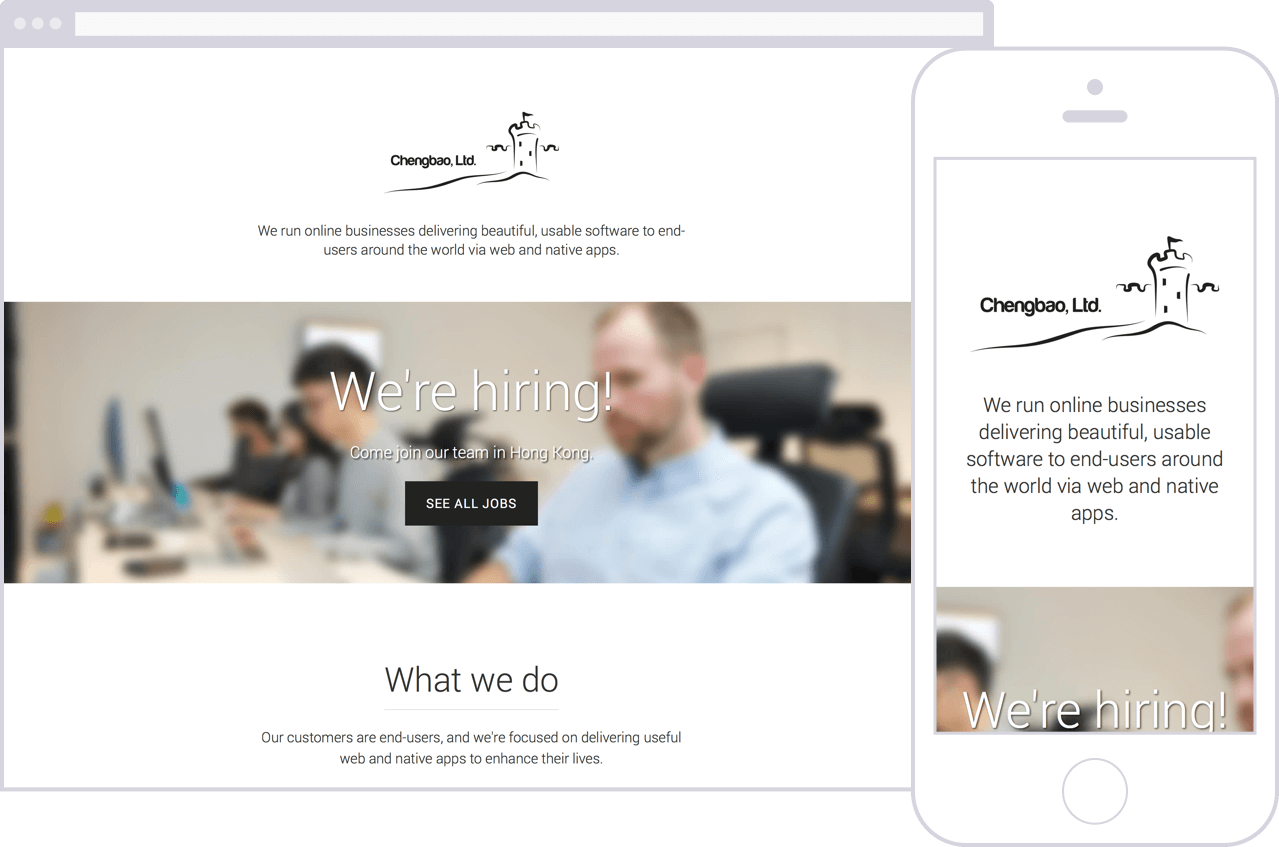 Chengbao, Ltd.
We run online businesses delivering beautiful, usable software to end-
users around the world via web and native apps.
We're hiring!
Come join our team in Hong Kong.
SEE ALL JOBS
What we do
Our customers are end-users, and we're focused on delivering useful
web and native apps to enhance their lives.
Chengbao, Ltd.
We run online businesses
delivering beautiful, usable
software to end-users around
the world via web and native
apps.
We're hiring!